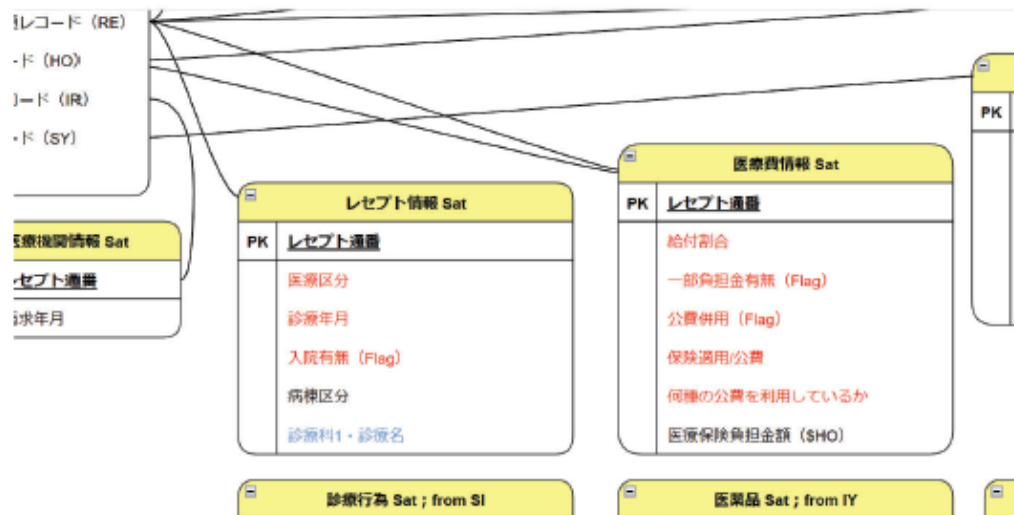 レコード（RE）
ード（HO）
コード（IR）
ード（SY）
医療機関情報 Sat
レセプト通番
請求年月
レセプト情報 Sat
PK レセプト通番
医療区分
診療年月
入院有無（Flag）
病棟区分
診療科1・診療名
医療費情報 Sat
PK レセプト通番
給付割合
一部負担金有無（Flag）
公費併用（Flag）
保険適用/公費
何種の公費を利用しているか
医療保険負担金額（$HO）
PK
診療行為 Sat ; from SI
医薬品 Sat ; from IY